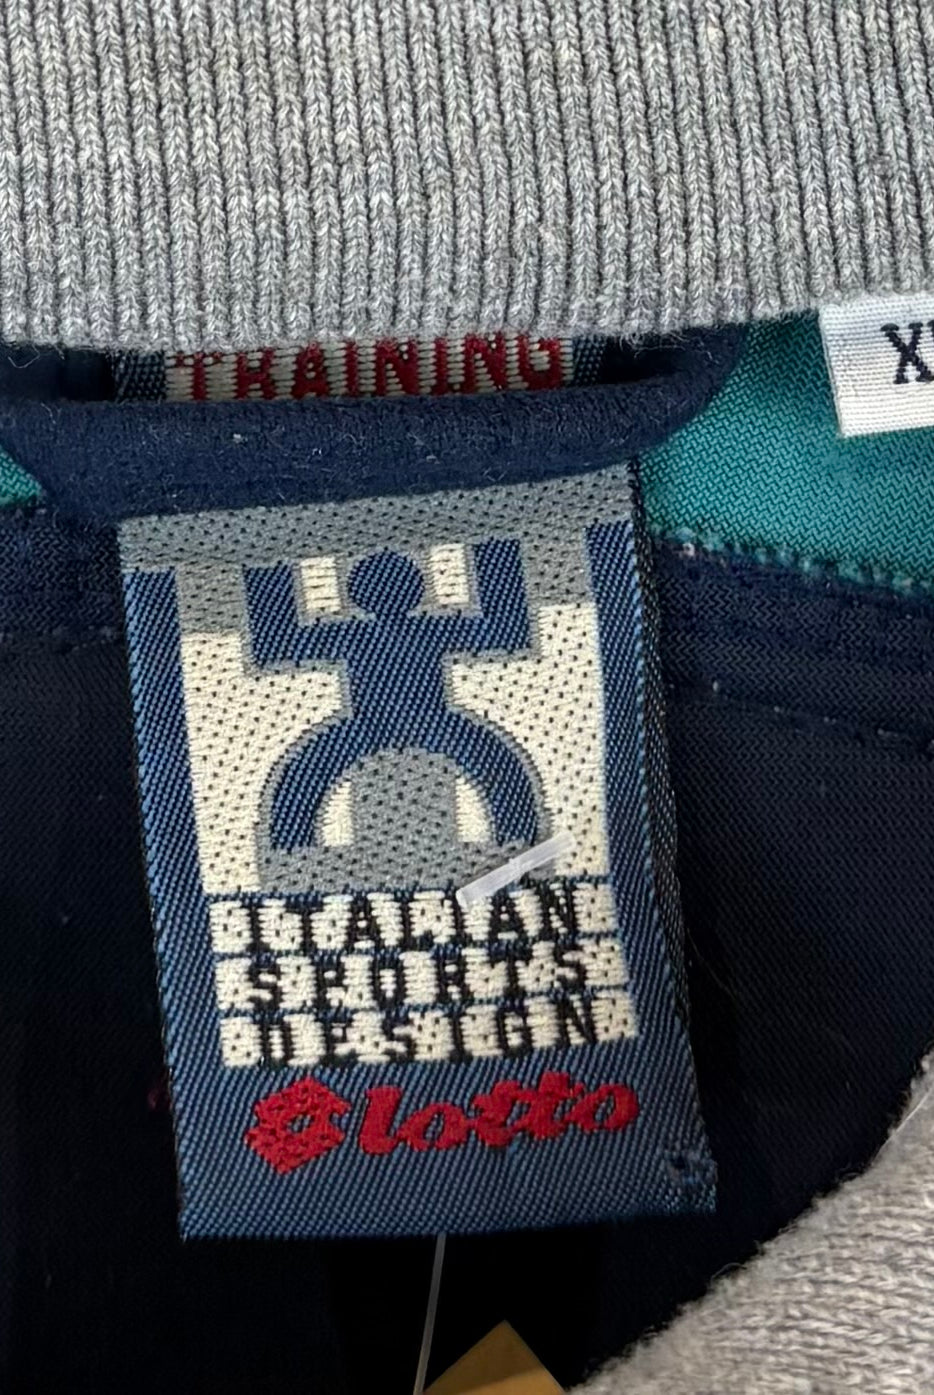 TRAINING
ITALIAN
SPORTS
DESIGN
lotto